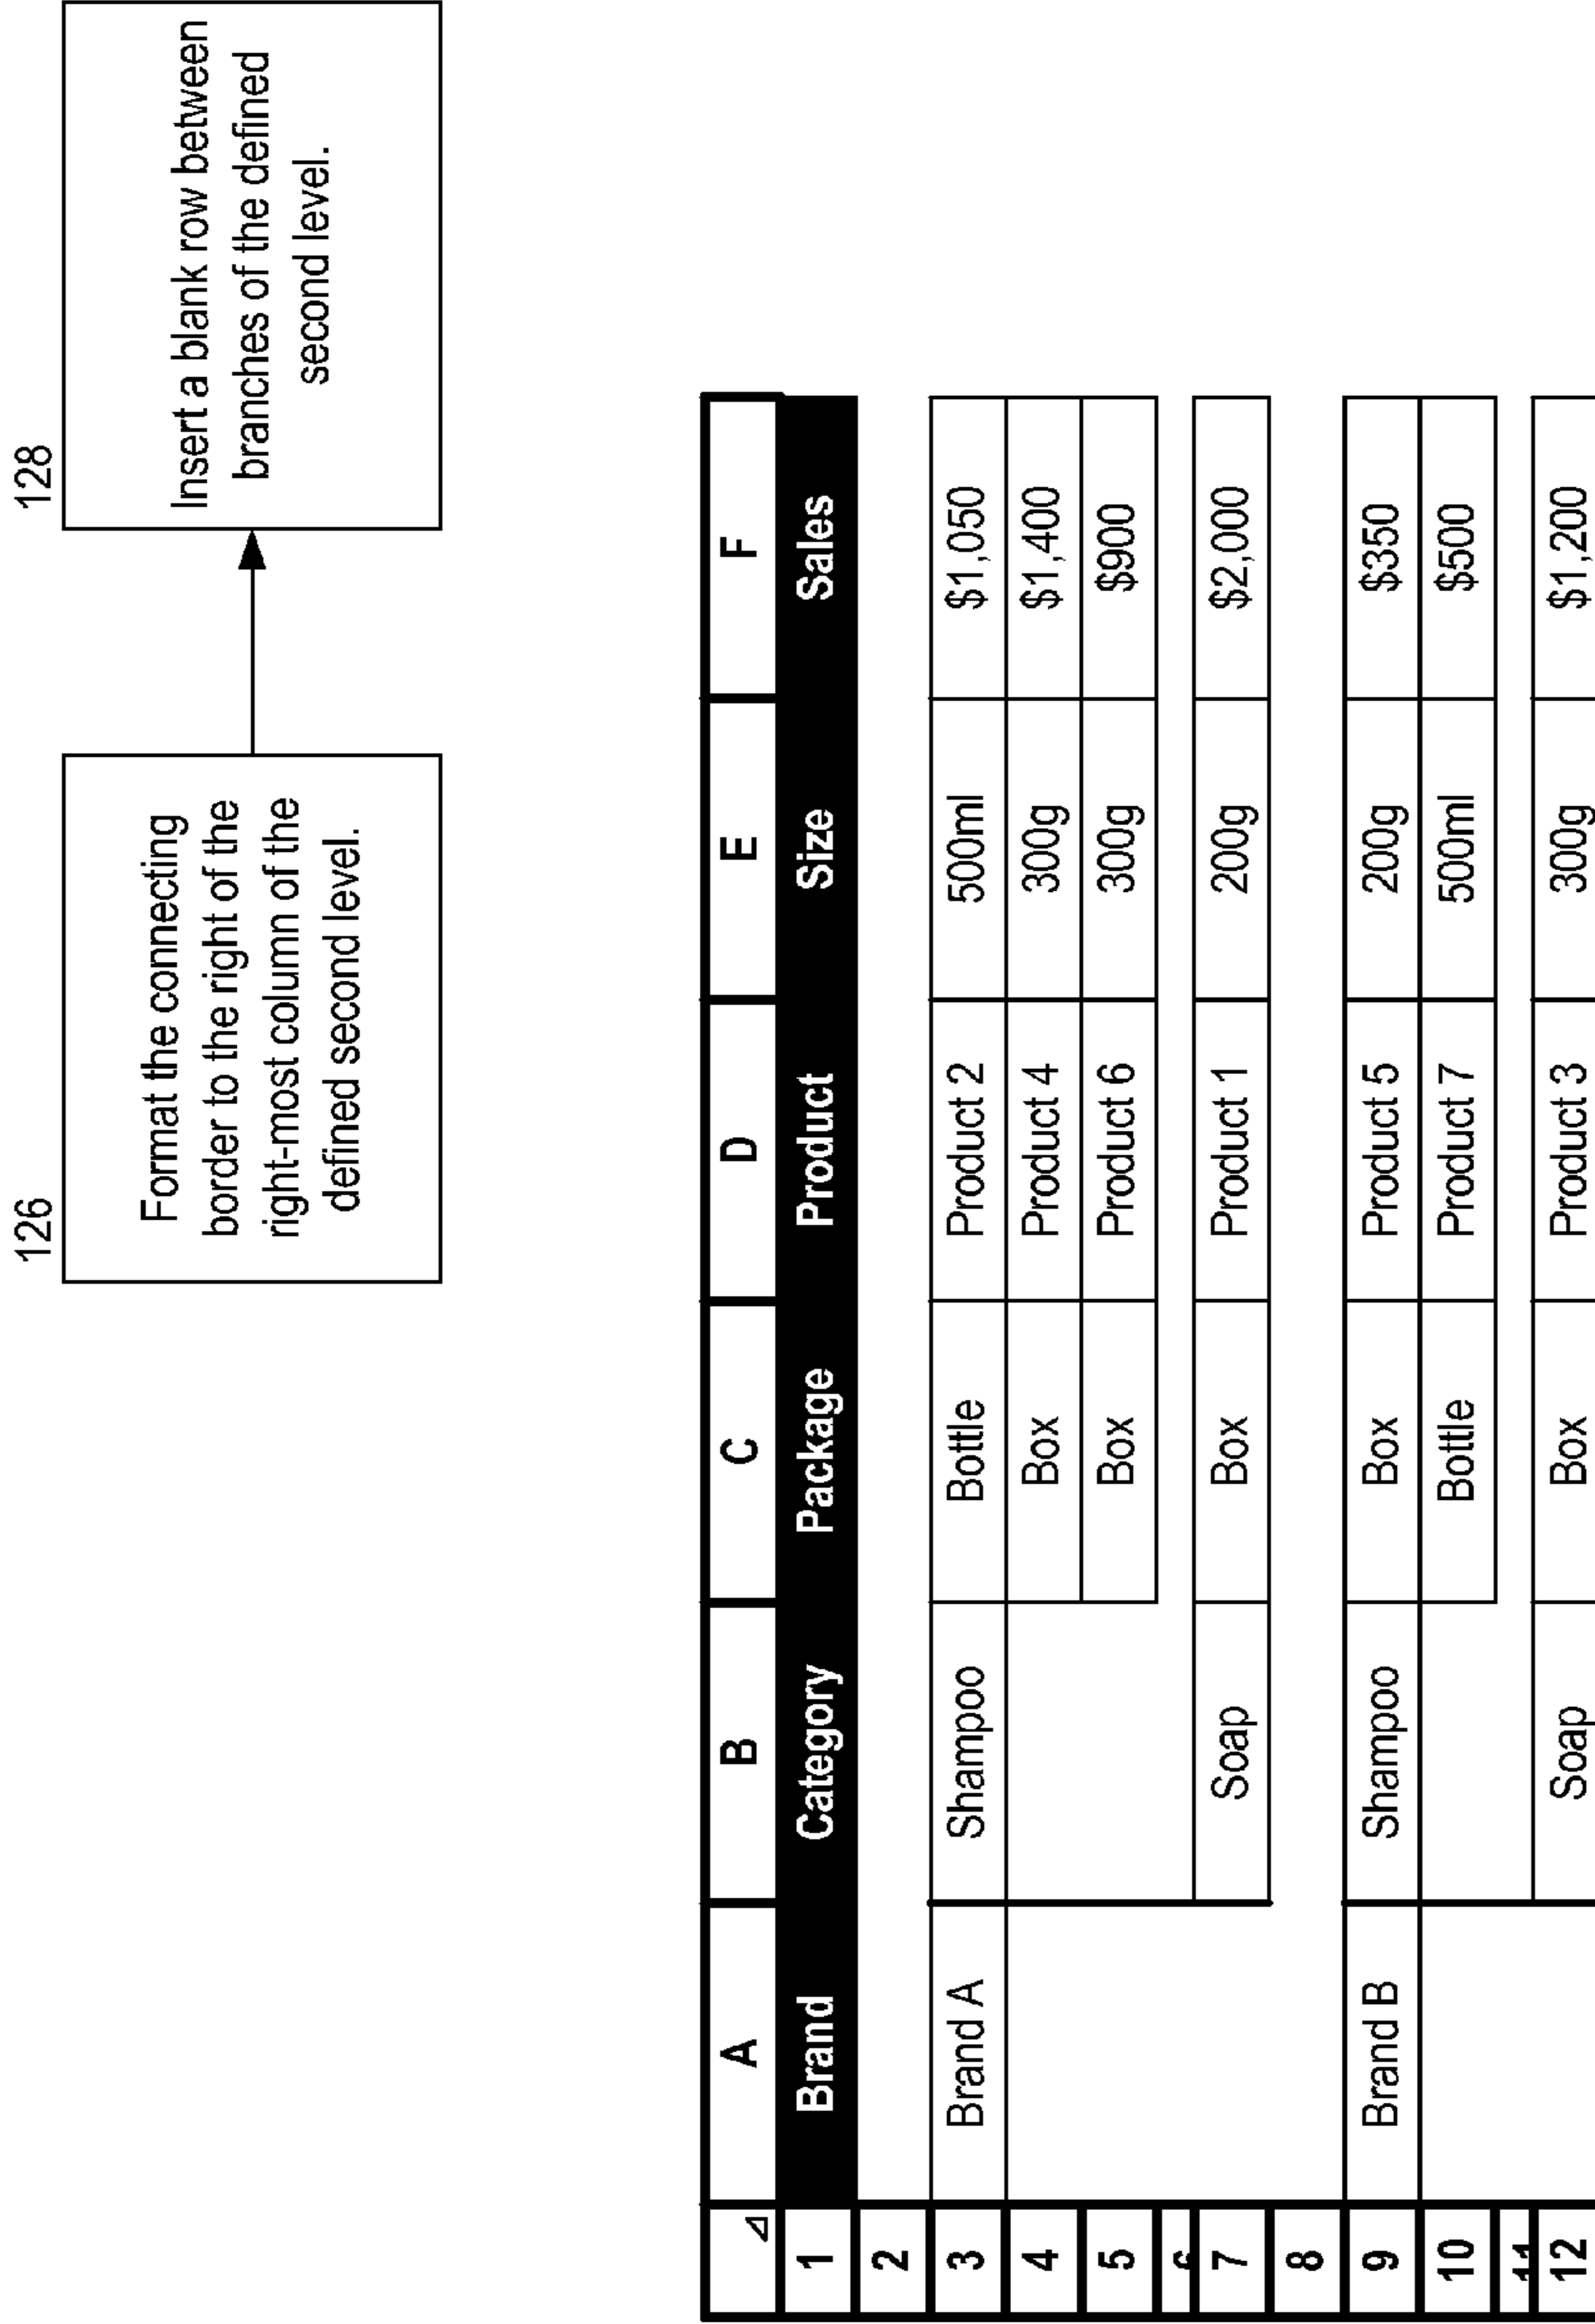 126
Format the connecting
border to the right of the
right-most column of the
defined second level.
128
Insert a blank row between
branches of the defined
second level.
A B C D E F
1 Brand Category Package Product Size Sales
2
3 Brand A Shampoo Bottle Product 2 500ml $1,050
4 Box Product 4 300g $1,400
5 Box Product 6 300g $900
6
7 Soap Box Product 1 200g $2,000
8
9 Brand B Shampoo Box Product 5 200g $350
10 Bottle Product 7 500ml $500
11
12 Soap Box Product 3 300g $1,200